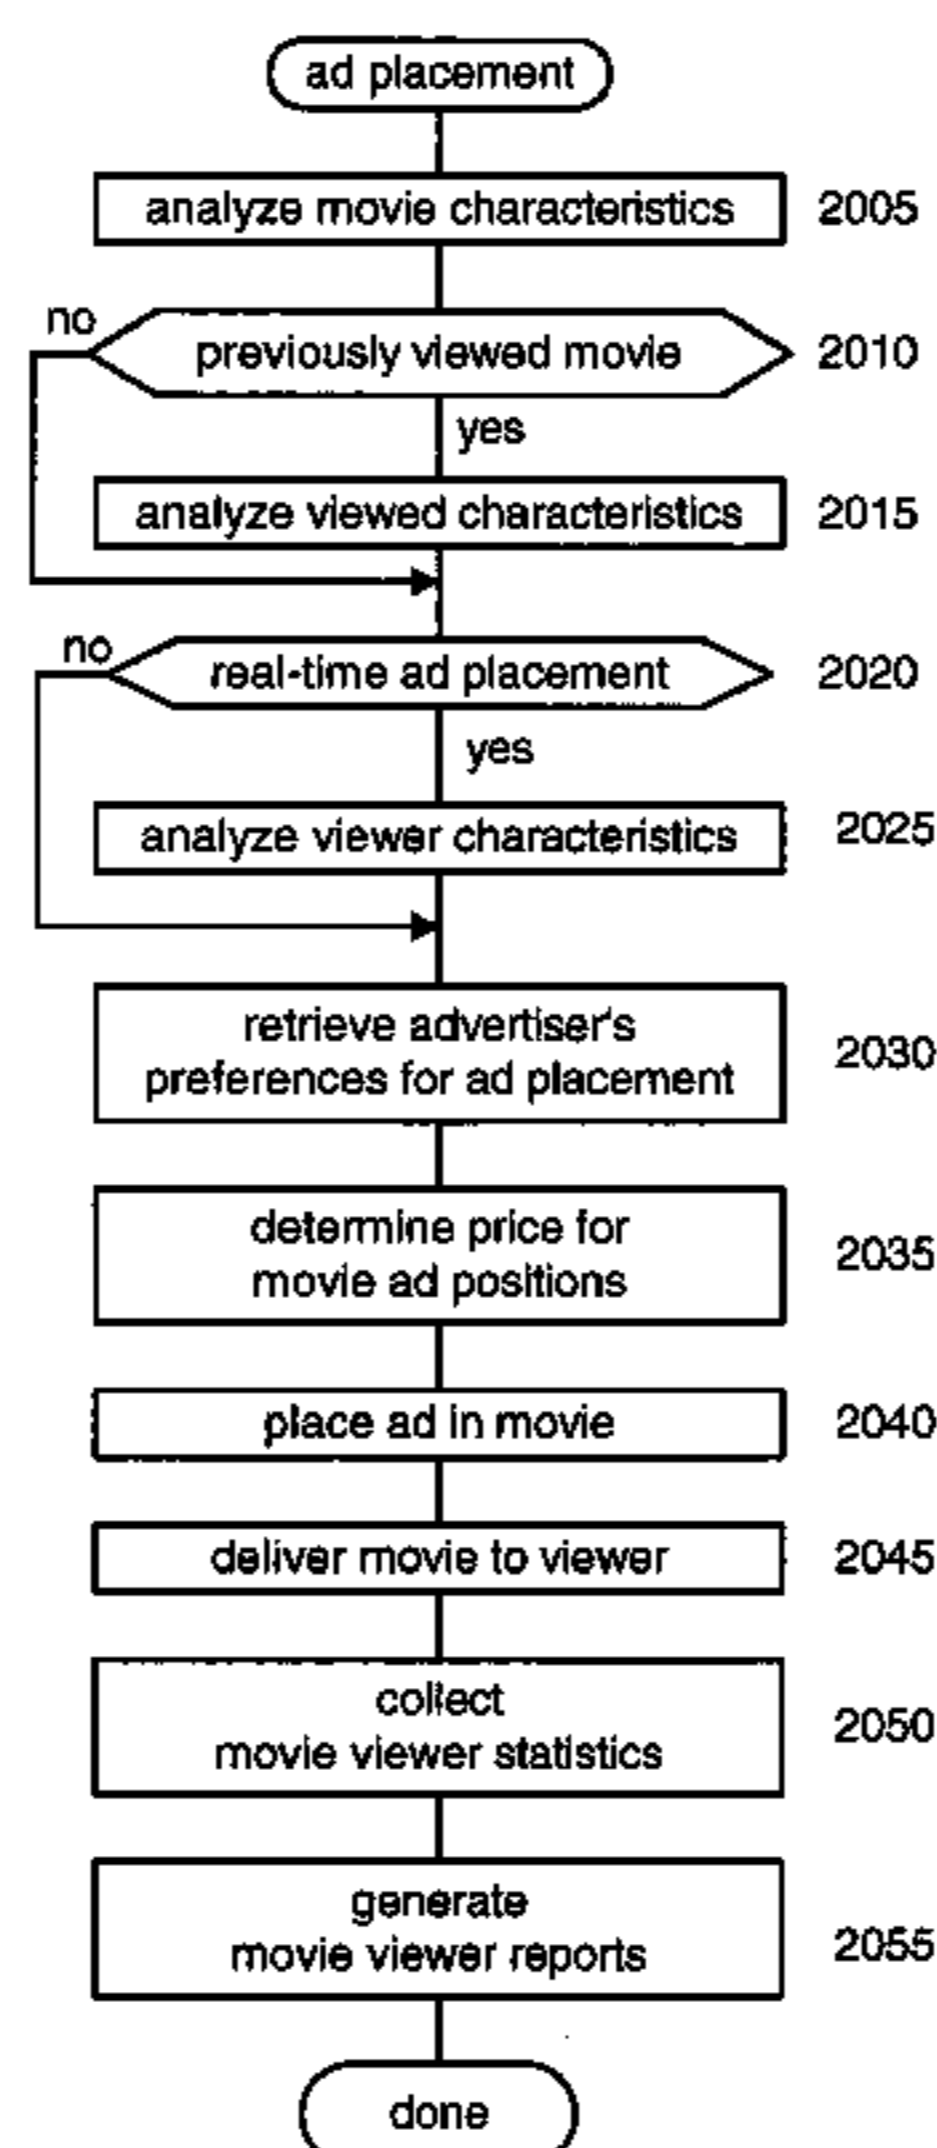 ad placement
analyze movie characteristics 2005
no
previously viewed movie 2010
yes
analyze viewed characteristics 2015
no
real-time ad placement 2020
yes
analyze viewer characteristics 2025
retrieve advertiser's
preferences for ad placement
2030
determine price for
movie ad positions
2035
place ad in movie 2040
deliver movie to viewer 2045
collect
movie viewer statistics
2050
generate
movie viewer reports
2055
done